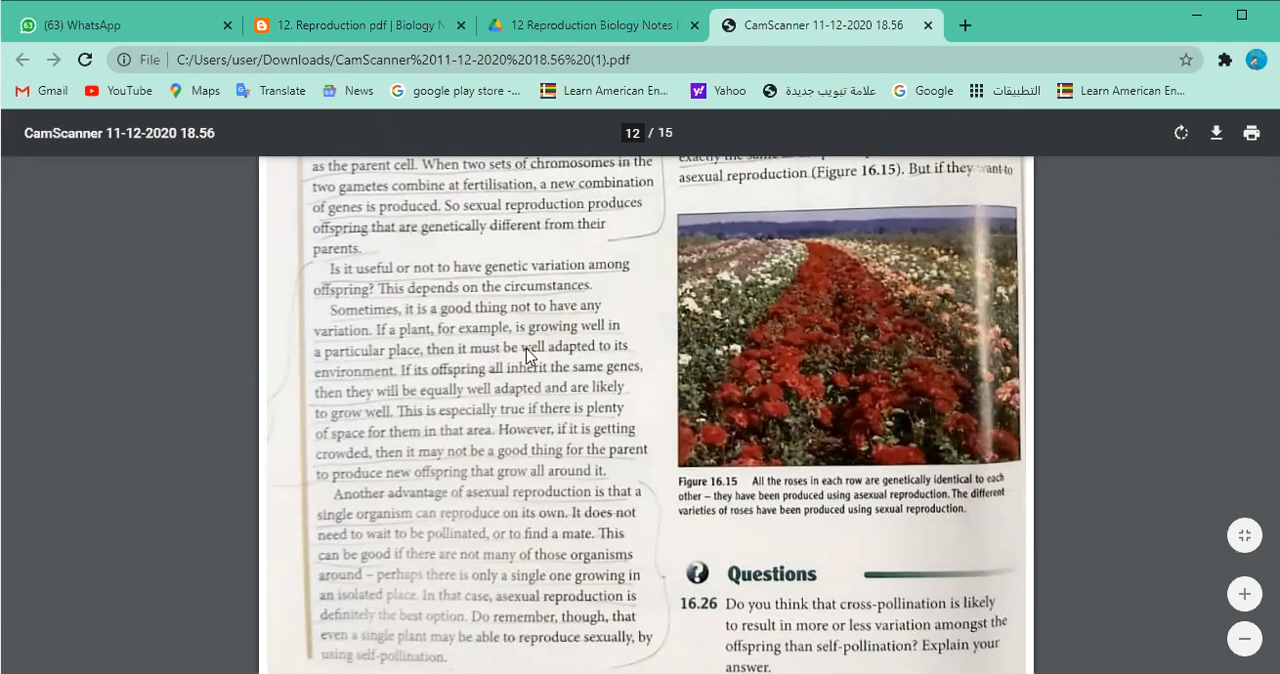 (63) WhatsApp
12. Reproduction pdf | Biology N
12 Reproduction Biology Notes
CamScanner 11-12-2020 18.56
File
C:/Users/user/Downloads/CamScanner%2011-12-2020%2018.56%20(1).pdf
Gmail
YouTube
Maps
Translate
News
google play store -...
Learn American En...
Yahoo
علامة تبويب جديدة
Google
التطبيقات
Learn American En...
CamScanner 11-12-2020 18.56
12 / 15
as the parent cell. When two sets of chromosomes in the
two gametes combine at fertilisation, a new combination
of genes is produced. So sexual reproduction produces
offspring that are genetically different from their
parents.
Is it useful or not to have genetic variation among
offspring? This depends on the circumstances.
Sometimes, it is a good thing not to have any
variation. If a plant, for example, is growing well in
a particular place, then it must be well adapted to its
environment. If its offspring all inherit the same genes,
then they will be equally well adapted and are likely
to grow well. This is especially true if there is plenty
of space for them in that area. However, if it is getting
crowded, then it may not be a good thing for the parent
to produce new offspring that grow all around it.
Another advantage of asexual reproduction is that a
single organism can reproduce on its own. It does not
need to wait to be pollinated, or to find a mate. This
can be good if there are not many of those organisms
around – perhaps there is only a single one growing in
an isolated place. In that case, asexual reproduction is
definitely the best option. Do remember, though, that
even a single plant may be able to reproduce sexually, by
using self-pollination.
exactly the same
asexual reproduction (Figure 16.15). But if they want to
Figure 16.15 All the roses in each row are genetically identical to each
other – they have been produced using asexual reproduction. The different
varieties of roses have been produced using sexual reproduction.
? Questions
16.26 Do you think that cross-pollination is likely
to result in more or less variation amongst the
offspring than self-pollination? Explain your
answer.